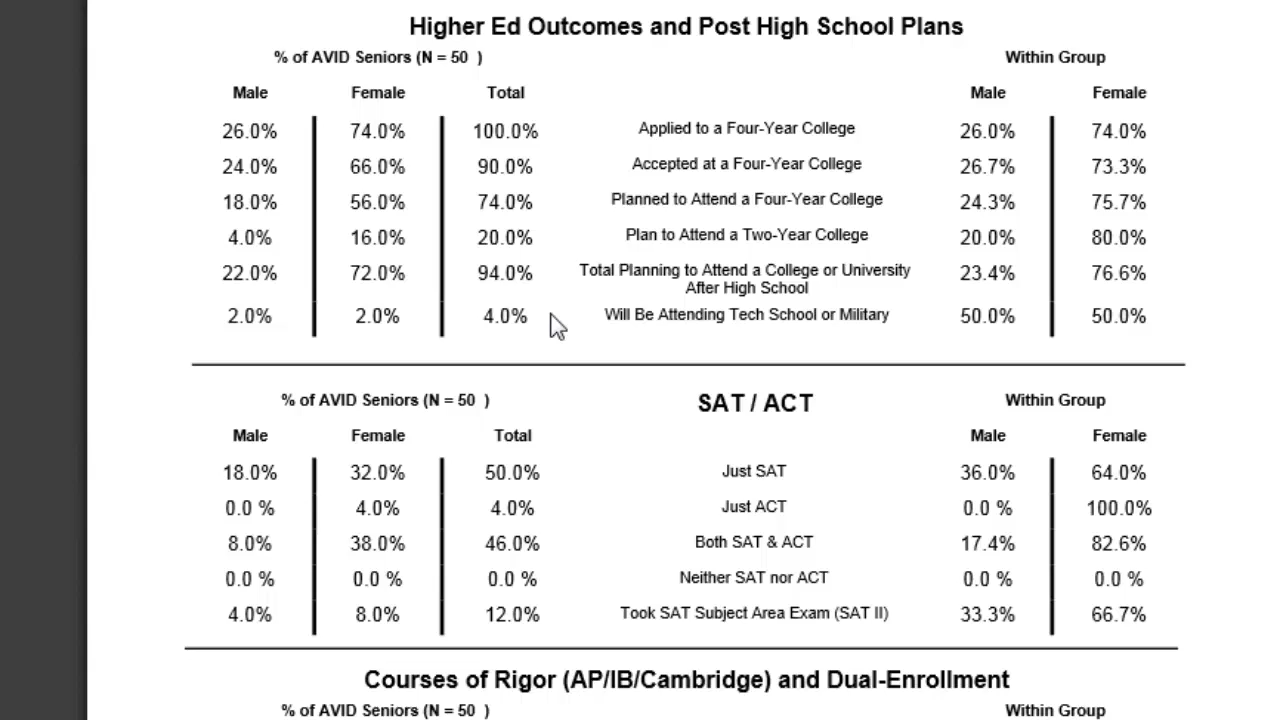 Higher Ed Outcomes and Post High School Plans
% of AVID Seniors (N = 50 ) Within Group
Male Female Total Male Female
26.0% 74.0% 100.0% Applied to a Four-Year College 26.0% 74.0%
24.0% 66.0% 90.0% Accepted at a Four-Year College 26.7% 73.3%
18.0% 56.0% 74.0% Planned to Attend a Four-Year College 24.3% 75.7%
4.0% 16.0% 20.0% Plan to Attend a Two-Year College 20.0% 80.0%
22.0% 72.0% 94.0% Total Planning to Attend a College or University 23.4% 76.6%
After High School
2.0% 2.0% 4.0% Will Be Attending Tech School or Military 50.0% 50.0%
% of AVID Seniors (N = 50 ) SAT / ACT Within Group
Male Female Total Male Female
18.0% 32.0% 50.0% Just SAT 36.0% 64.0%
0.0 % 4.0% 4.0% Just ACT 0.0 % 100.0%
8.0% 38.0% 46.0% Both SAT & ACT 17.4% 82.6%
0.0 % 0.0 % 0.0 % Neither SAT nor ACT 0.0 % 0.0 %
4.0% 8.0% 12.0% Took SAT Subject Area Exam (SAT II) 33.3% 66.7%
Courses of Rigor (AP/IB/Cambridge) and Dual-Enrollment
% of AVID Seniors (N = 50 ) Within Group